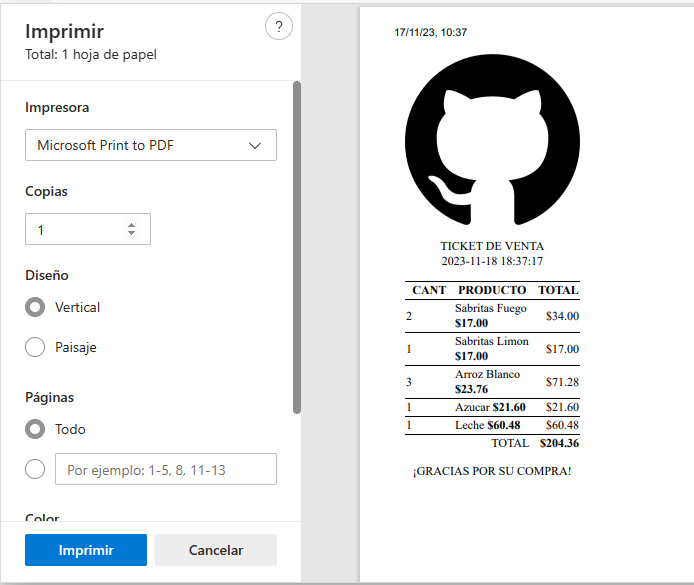 Imprimir
?
Total: 1 hoja de papel
Impresora
Microsoft Print to PDF
Copias
1
Diseño
Vertical
Paisaje
Páginas
Todo
Por ejemplo: 1-5, 8, 11-13
Color
Imprimir
Cancelar
17/11/23, 10:37
TICKET DE VENTA
2023-11-18 18:37:17
CANT PRODUCTO TOTAL
2 Sabritas Fuego $17.00 $34.00
1 Sabritas Limon $17.00 $17.00
3 Arroz Blanco $23.76 $71.28
1 Azucar $21.60 $21.60
1 Leche $60.48 $60.48
TOTAL $204.36
¡GRACIAS POR SU COMPRA!